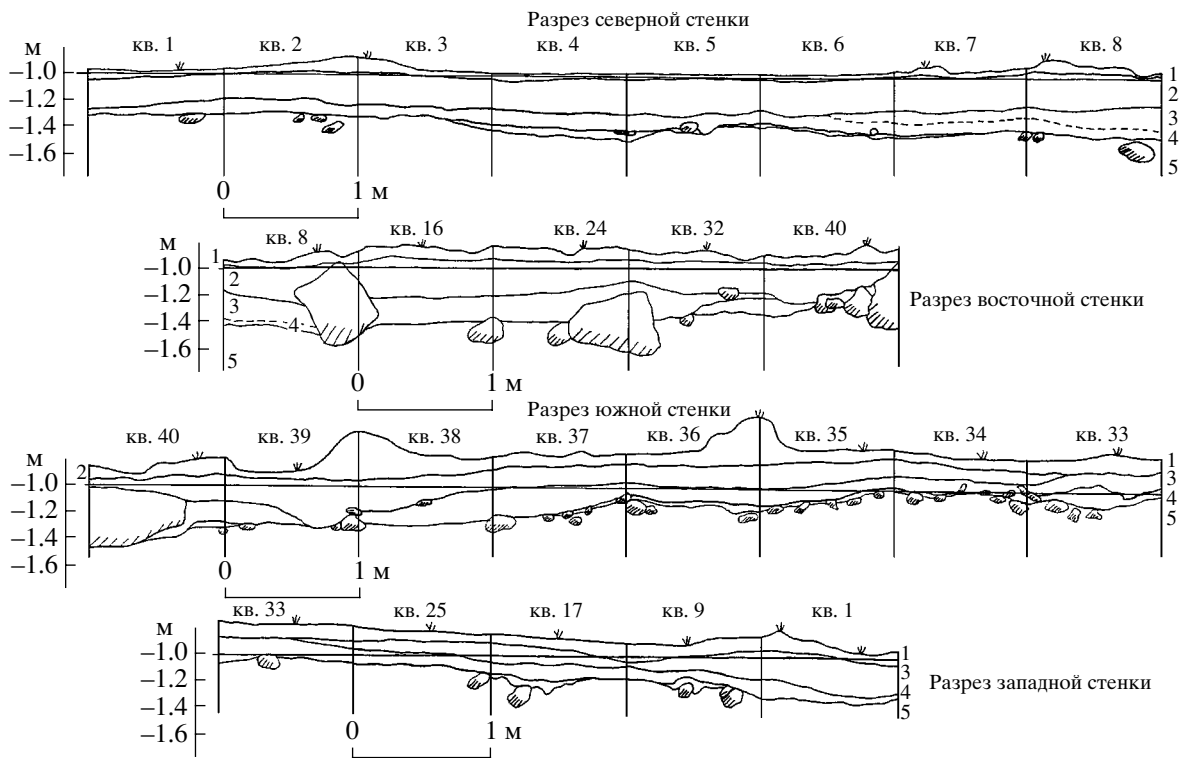 Разрез северной стенки
м кв. 1 кв. 2 кв. 3 кв. 4 кв. 5 кв. 6 кв. 7 кв. 8
−1.0 1
−1.2 2
−1.4 3
−1.6 4
5
0 1 м
м кв. 8 кв. 16 кв. 24 кв. 32 кв. 40
−1.0 1
2
−1.2 3
−1.4 4
−1.6 5
Разрез восточной стенки
0 1 м
Разрез южной стенки
м кв. 40 кв. 39 кв. 38 кв. 37 кв. 36 кв. 35 кв. 34 кв. 33
2 1
−1.0 3
−1.2 4
−1.4 5
−1.6
0 1 м
м кв. 33 кв. 25 кв. 17 кв. 9 кв. 1
−1.0 1
3
−1.2 4
−1.4 5
−1.6
Разрез западной стенки
0 1 м